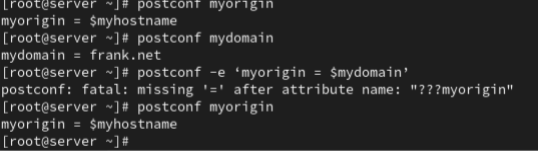 [root@server ~]# postconf myorigin
myorigin = $myhostname
[root@server ~]# postconf mydomain
mydomain = frank.net
[root@server ~]# postconf -e ‘myorigin = $mydomain’
postconf: fatal: missing '=' after attribute name: "???myorigin"
[root@server ~]# postconf myorigin
myorigin = $myhostname
[root@server ~]#